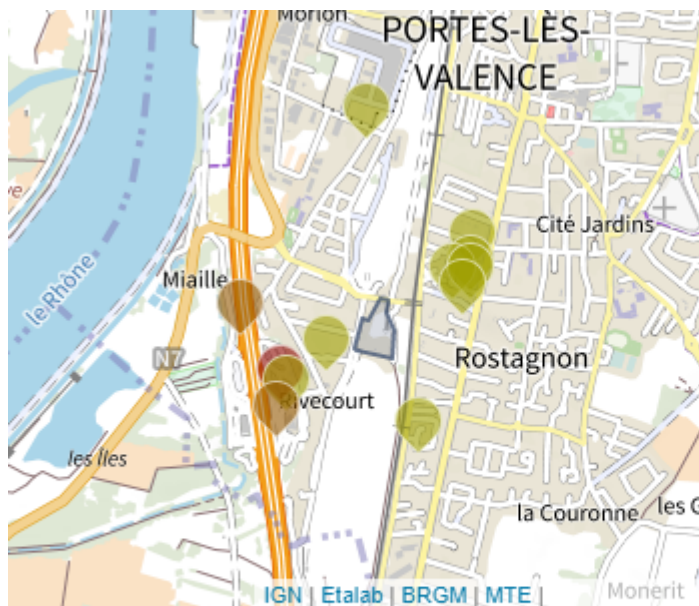 Morlon
PORTES-LÈS-
VALENCE
Cité Jardins
Miaille
le Rhône
N7
Rostagnon
Rivecourt
les Îles
la Couronne
les
Monerit
IGN | Etalab | BRGM | MTE |